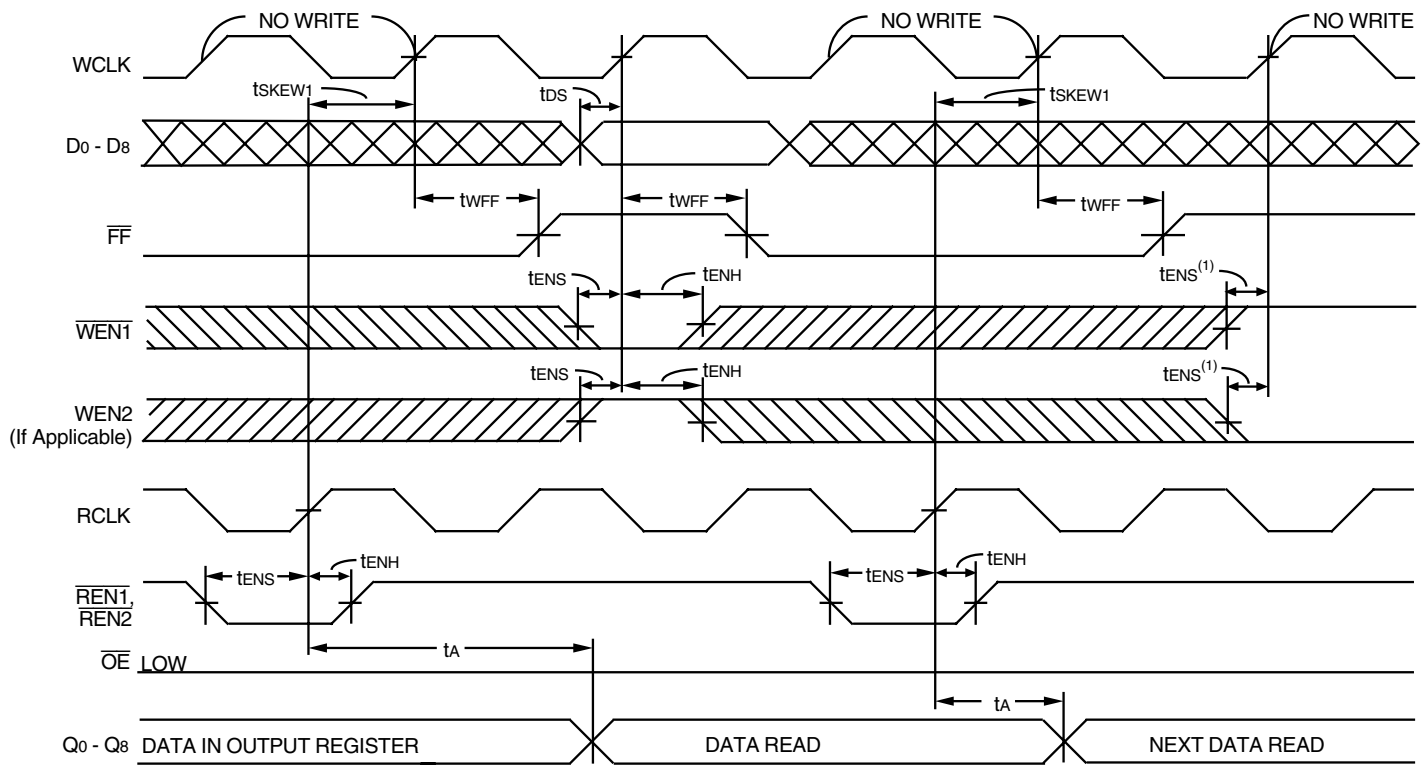 NO WRITE NO WRITE NO WRITE
WCLK
tSKEW1 tDS tSKEW1
D0 - D8
tWFF tWFF tWFF
FF
tENS tENH tENS(1)
WEN1
tENS tENH tENS(1)
WEN2
(If Applicable)
RCLK
tENS tENH tENS tENH
REN1,
REN2
tA
OE LOW
tA
Q0 - Q8 DATA IN OUTPUT REGISTER DATA READ NEXT DATA READ